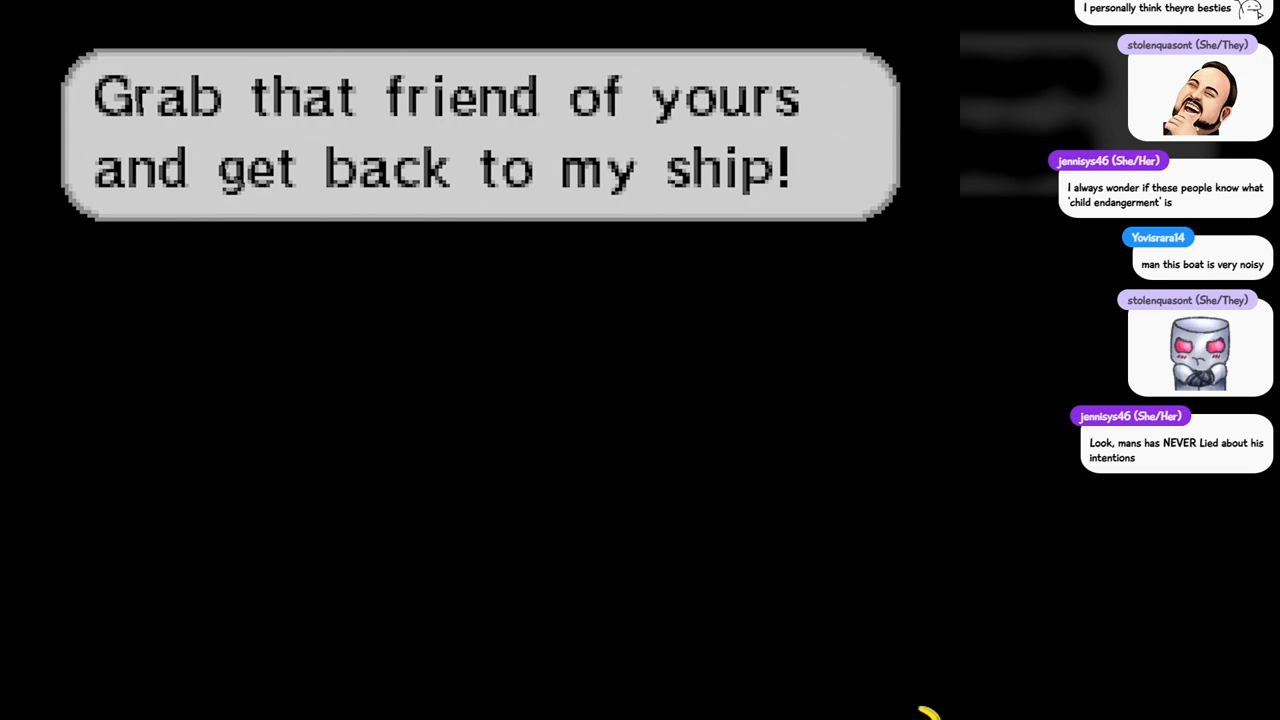 Grab that friend of yours
and get back to my ship!
I personally think theyre besties
stolenquasont (She/They)
jennisys46 (She/Her)
I always wonder if these people know what
'child endangerment' is
Yovisrara14
man this boat is very noisy
stolenquasont (She/They)
jennisys46 (She/Her)
Look, mans has NEVER Lied about his
intentions